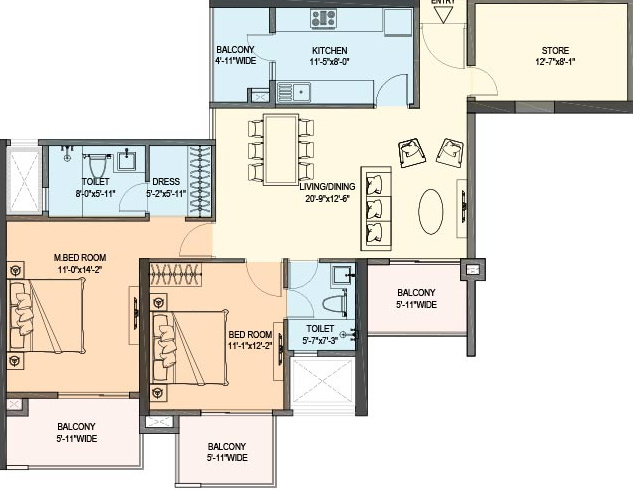 ENTRY
BALCONY
4'-11"WIDE
KITCHEN
11'-5"x8'-0"
STORE
12'-7"x8'-1"
TOILET
8'-0"x5'-11"
DRESS
5'-2"x5'-11"
LIVING/DINING
20'-9"x12'-6"
M.BED ROOM
11'-0"x14'-2"
BALCONY
5'-11"WIDE
BED ROOM
11'-1"x12'-2"
TOILET
5'-7"x7'-3"
BALCONY
5'-11"WIDE
BALCONY
5'-11"WIDE